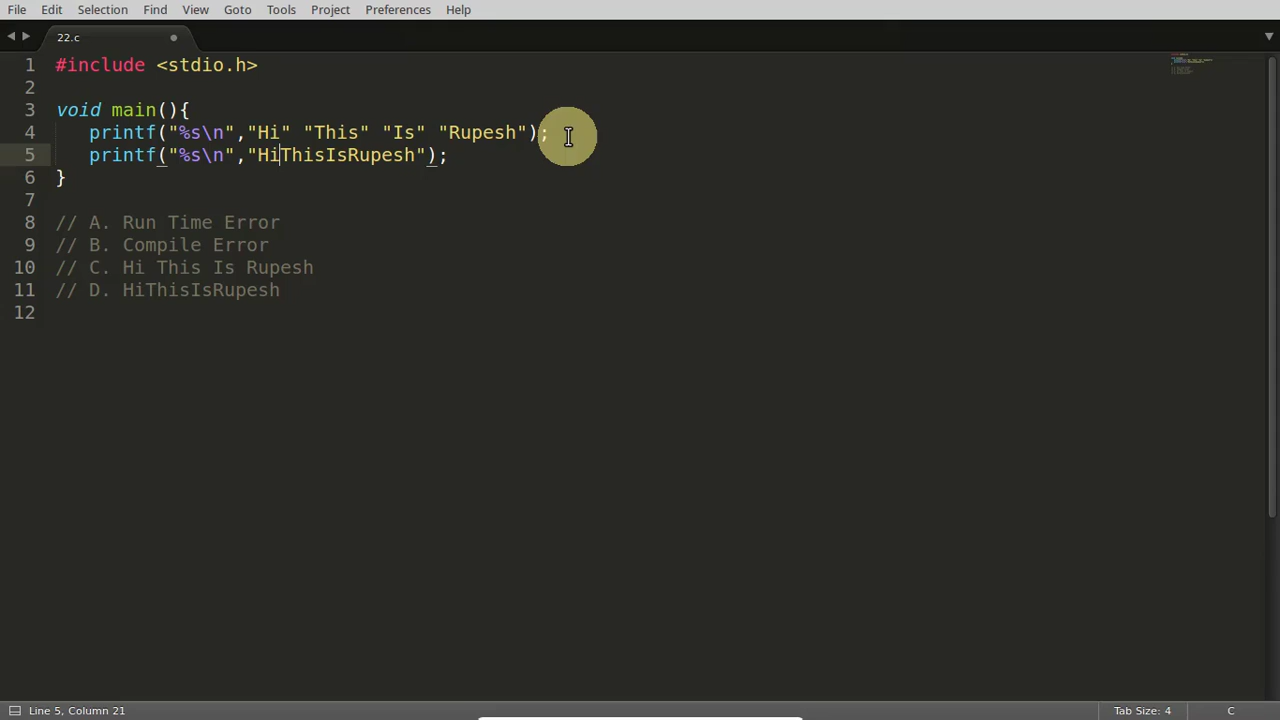 File Edit Selection Find View Goto Tools Project Preferences Help
22.c
1 #include <stdio.h>
2
3 void main(){
4 printf("%s\n","Hi" "This" "Is" "Rupesh");
5 printf("%s\n","HiThisIsRupesh");
6 }
7
8 // A. Run Time Error
9 // B. Compile Error
10 // C. Hi This Is Rupesh
11 // D. HiThisIsRupesh
12
Line 5, Column 21 Tab Size: 4 C